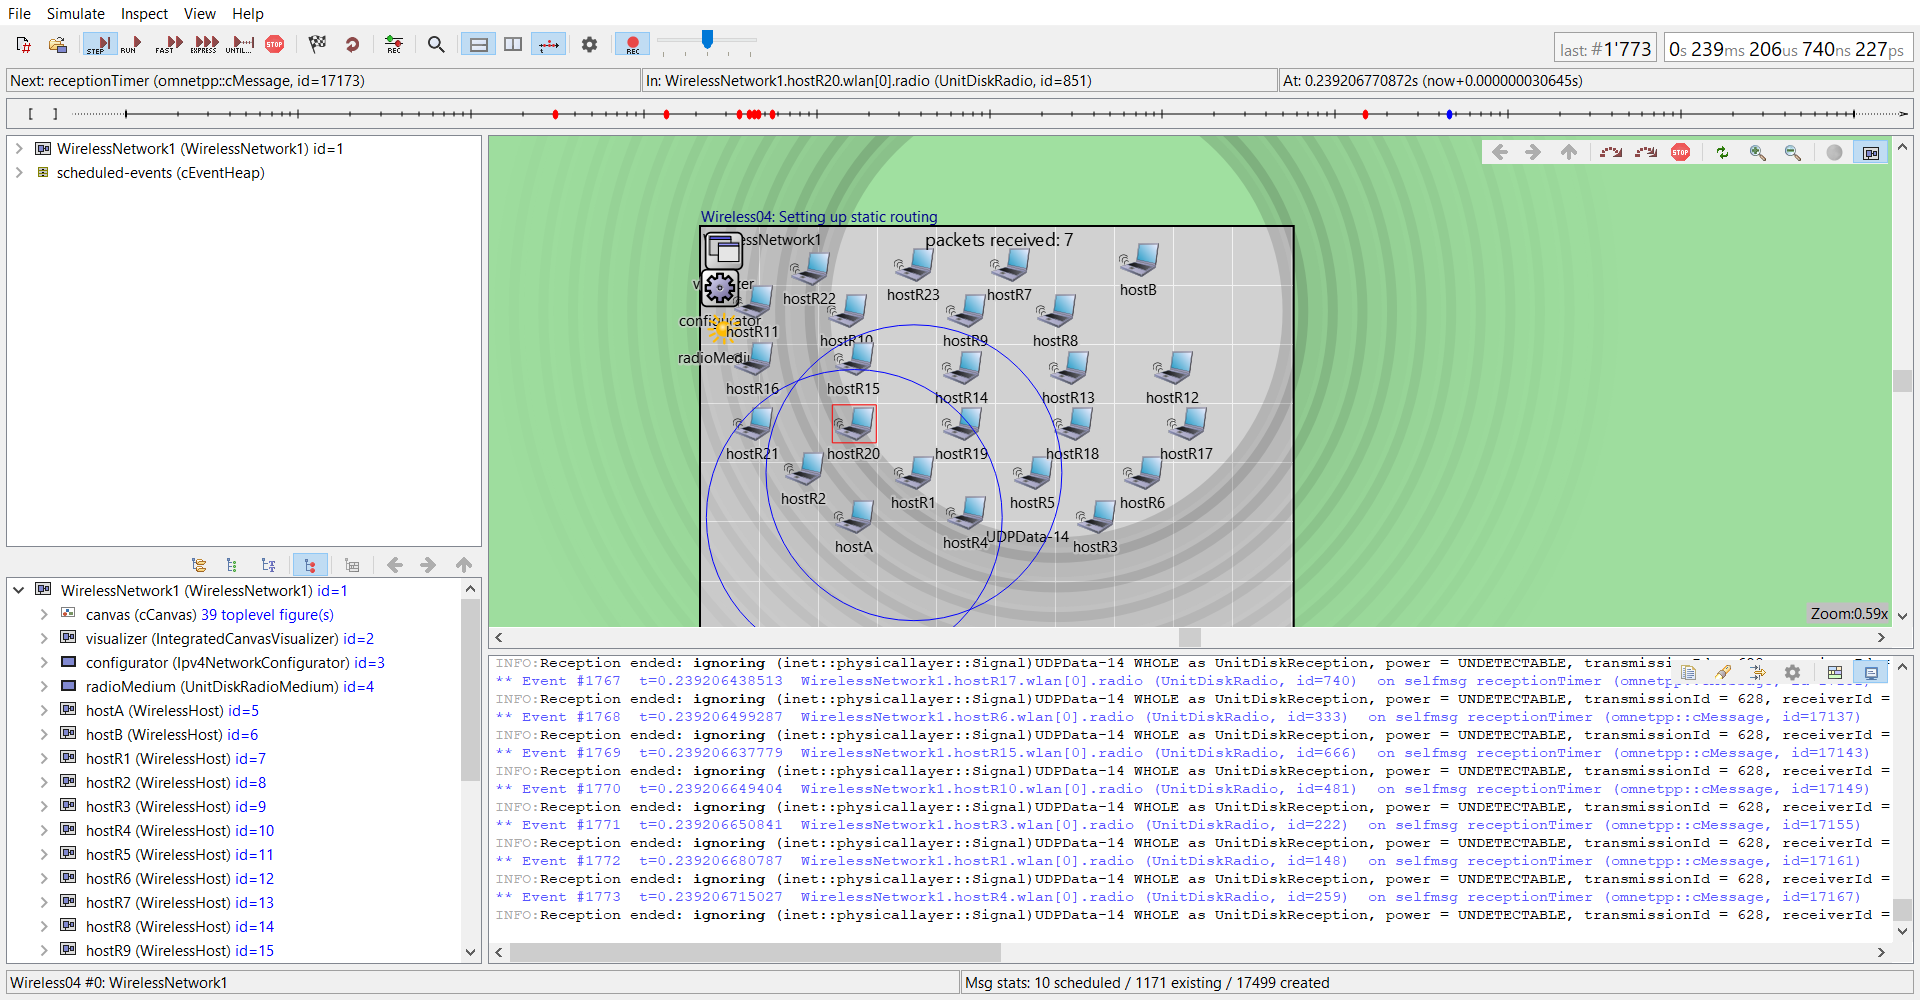 File Simulate Inspect View Help
STEP RUN FAST EXPRESS UNTIL... STOP REC REC
last: #1'773 0s 239ms 206us 740ns 227ps
Next: receptionTimer (omnetpp::cMessage, id=17173)
In: WirelessNetwork1.hostR20.wlan[0].radio (UnitDiskRadio, id=851)
At: 0.239206770872s (now+0.000000030645s)
[ ]
WirelessNetwork1 (WirelessNetwork1) id=1
scheduled-events (cEventHeap)
WirelessNetwork1 (WirelessNetwork1) id=1
canvas (cCanvas) 39 toplevel figure(s)
visualizer (IntegratedCanvasVisualizer) id=2
configurator (Ipv4NetworkConfigurator) id=3
radioMedium (UnitDiskRadioMedium) id=4
hostA (WirelessHost) id=5
hostB (WirelessHost) id=6
hostR1 (WirelessHost) id=7
hostR2 (WirelessHost) id=8
hostR3 (WirelessHost) id=9
hostR4 (WirelessHost) id=10
hostR5 (WirelessHost) id=11
hostR6 (WirelessHost) id=12
hostR7 (WirelessHost) id=13
hostR8 (WirelessHost) id=14
hostR9 (WirelessHost) id=15
STOP
Wireless04: Setting up static routing
packets received: 7
hostR22 hostR23 hostR7 hostB
configurator
hostR11 hostR10 hostR9 hostR8
hostR16 hostR15 hostR14 hostR13 hostR12
hostR21 hostR20 hostR19 hostR18 hostR17
hostR2 hostR1 hostR5 hostR6
hostA hostR4 UDPData-14 hostR3
Zoom:0.59x
INFO:Reception ended: ignoring (inet::physicallayer::Signal)UDPData-14 WHOLE as UnitDiskReception, power = UNDETECTABLE,
** Event #1767 t=0.239206438513 WirelessNetwork1.hostR17.wlan[0].radio (UnitDiskRadio, id=740) on selfmsg receptionTimer
INFO:Reception ended: ignoring (inet::physicallayer::Signal)UDPData-14 WHOLE as UnitDiskReception, power = UNDETECTABLE, transmissionId = 628, receiverId =
** Event #1768 t=0.239206499287 WirelessNetwork1.hostR6.wlan[0].radio (UnitDiskRadio, id=333) on selfmsg receptionTimer (omnetpp::cMessage, id=17137)
INFO:Reception ended: ignoring (inet::physicallayer::Signal)UDPData-14 WHOLE as UnitDiskReception, power = UNDETECTABLE, transmissionId = 628, receiverId =
** Event #1769 t=0.239206637779 WirelessNetwork1.hostR15.wlan[0].radio (UnitDiskRadio, id=666) on selfmsg receptionTimer (omnetpp::cMessage, id=17143)
INFO:Reception ended: ignoring (inet::physicallayer::Signal)UDPData-14 WHOLE as UnitDiskReception, power = UNDETECTABLE, transmissionId = 628, receiverId =
** Event #1770 t=0.239206649404 WirelessNetwork1.hostR10.wlan[0].radio (UnitDiskRadio, id=481) on selfmsg receptionTimer (omnetpp::cMessage, id=17149)
INFO:Reception ended: ignoring (inet::physicallayer::Signal)UDPData-14 WHOLE as UnitDiskReception, power = UNDETECTABLE, transmissionId = 628, receiverId =
** Event #1771 t=0.239206650841 WirelessNetwork1.hostR3.wlan[0].radio (UnitDiskRadio, id=222) on selfmsg receptionTimer (omnetpp::cMessage, id=17155)
INFO:Reception ended: ignoring (inet::physicallayer::Signal)UDPData-14 WHOLE as UnitDiskReception, power = UNDETECTABLE, transmissionId = 628, receiverId =
** Event #1772 t=0.239206680787 WirelessNetwork1.hostR1.wlan[0].radio (UnitDiskRadio, id=148) on selfmsg receptionTimer (omnetpp::cMessage, id=17161)
INFO:Reception ended: ignoring (inet::physicallayer::Signal)UDPData-14 WHOLE as UnitDiskReception, power = UNDETECTABLE, transmissionId = 628, receiverId =
** Event #1773 t=0.239206715027 WirelessNetwork1.hostR4.wlan[0].radio (UnitDiskRadio, id=259) on selfmsg receptionTimer (omnetpp::cMessage, id=17167)
INFO:Reception ended: ignoring (inet::physicallayer::Signal)UDPData-14 WHOLE as UnitDiskReception, power = UNDETECTABLE, transmissionId = 628, receiverId =
Wireless04 #0: WirelessNetwork1
Msg stats: 10 scheduled / 1171 existing / 17499 created